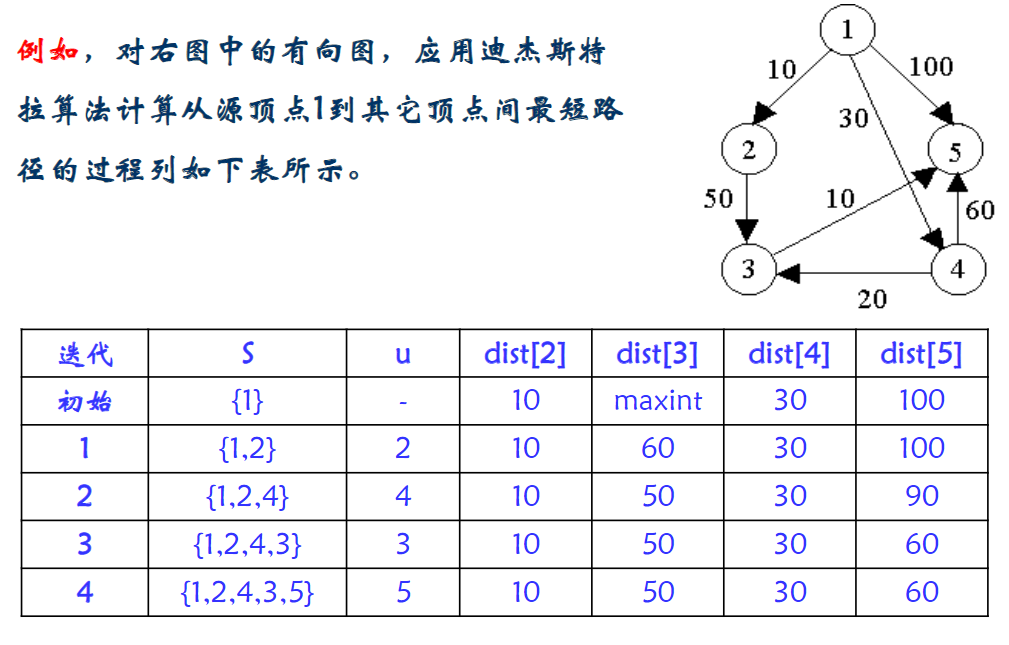 例如，对右图中的有向图，应用迪杰斯特
拉算法计算从源顶点1到其它顶点间最短路
径的过程列如下表所示。
1
10
100
30
2
5
50
10
60
3
4
20
迭代 S u dist[2] dist[3] dist[4] dist[5]
初始 {1} - 10 maxint 30 100
1 {1,2} 2 10 60 30 100
2 {1,2,4} 4 10 50 30 90
3 {1,2,4,3} 3 10 50 30 60
4 {1,2,4,3,5} 5 10 50 30 60